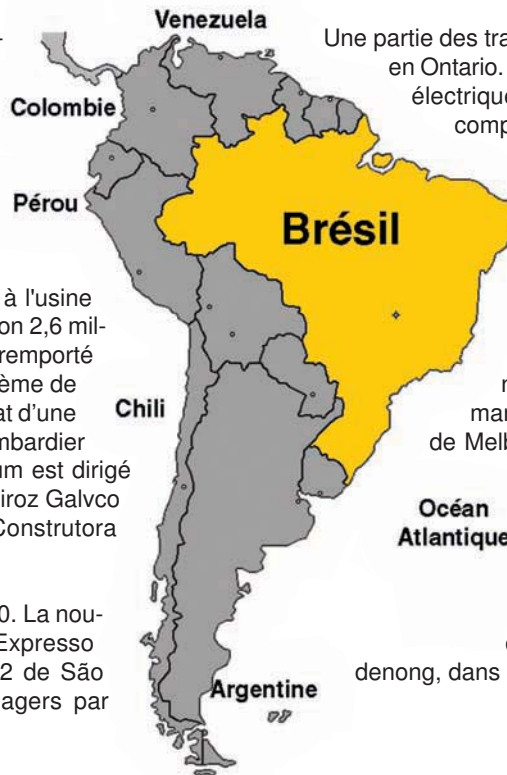 Venezuela
Colombie
Pérou
Brésil
Chili
Océan
Atlantique
Argentine
à l'usine
on 2,6 mil-
remporté
ème de
at d'une
mbardier
um est dirigé
iroz Galvco
Construtora
0. La nou-
Expresso
2 de São
agers par
Une partie des tra
en Ontario.
électrique
comp
mar
de Melb
denong, dans